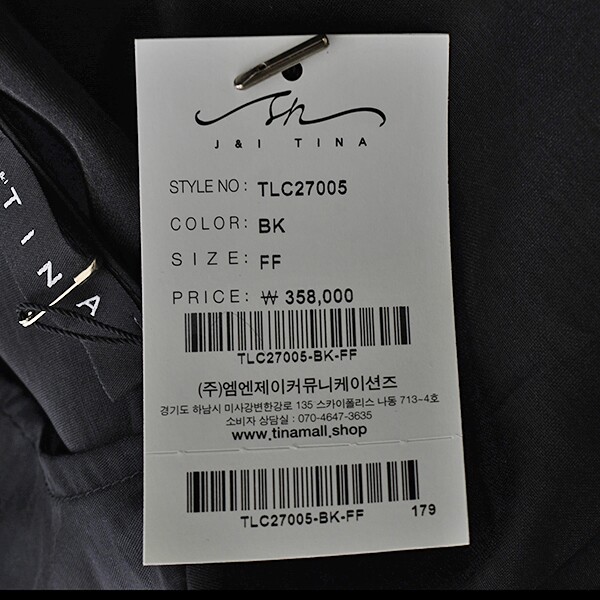 J & I TINA
STYLE NO : TLC27005
COLOR : BK
SIZE : FF
PRICE : ₩ 358,000
TLC27005-BK-FF
(주)엠엔제이커뮤니케이션즈
경기도 하남시 미사강변한강로 135 스카이폴리스 나동 713-4호
소비자 상담실 : 070-4647-3635
www.tinamall.shop
TLC27005-BK-FF 179
TINA